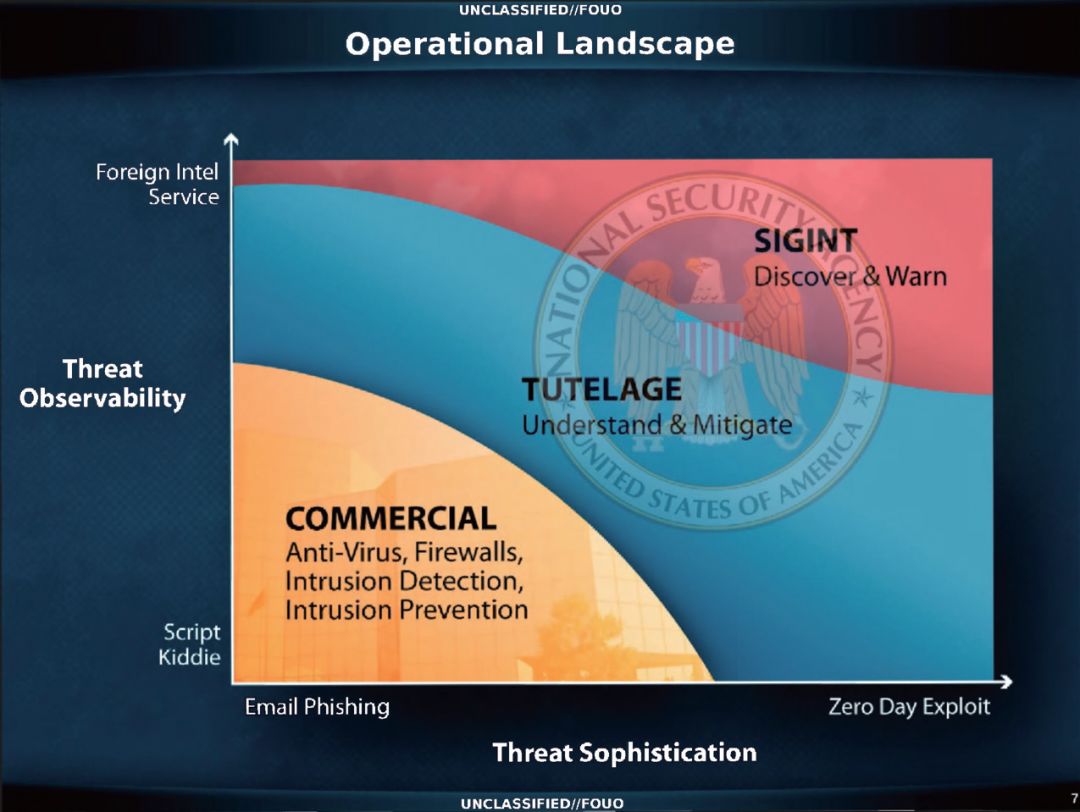 UNCLASSIFIED//FOUO
Operational Landscape
Foreign Intel
Service
NATIONAL SECURITY AGENCY
SIGINT
Discover & Warn
Threat
Observability
TUTELAGE
Understand & Mitigate
UNITED STATES OF AMERICA
COMMERCIAL
Anti-Virus, Firewalls,
Intrusion Detection,
Intrusion Prevention
Script
Kiddie
Email Phishing
Zero Day Exploit
Threat Sophistication
UNCLASSIFIED//FOUO
7